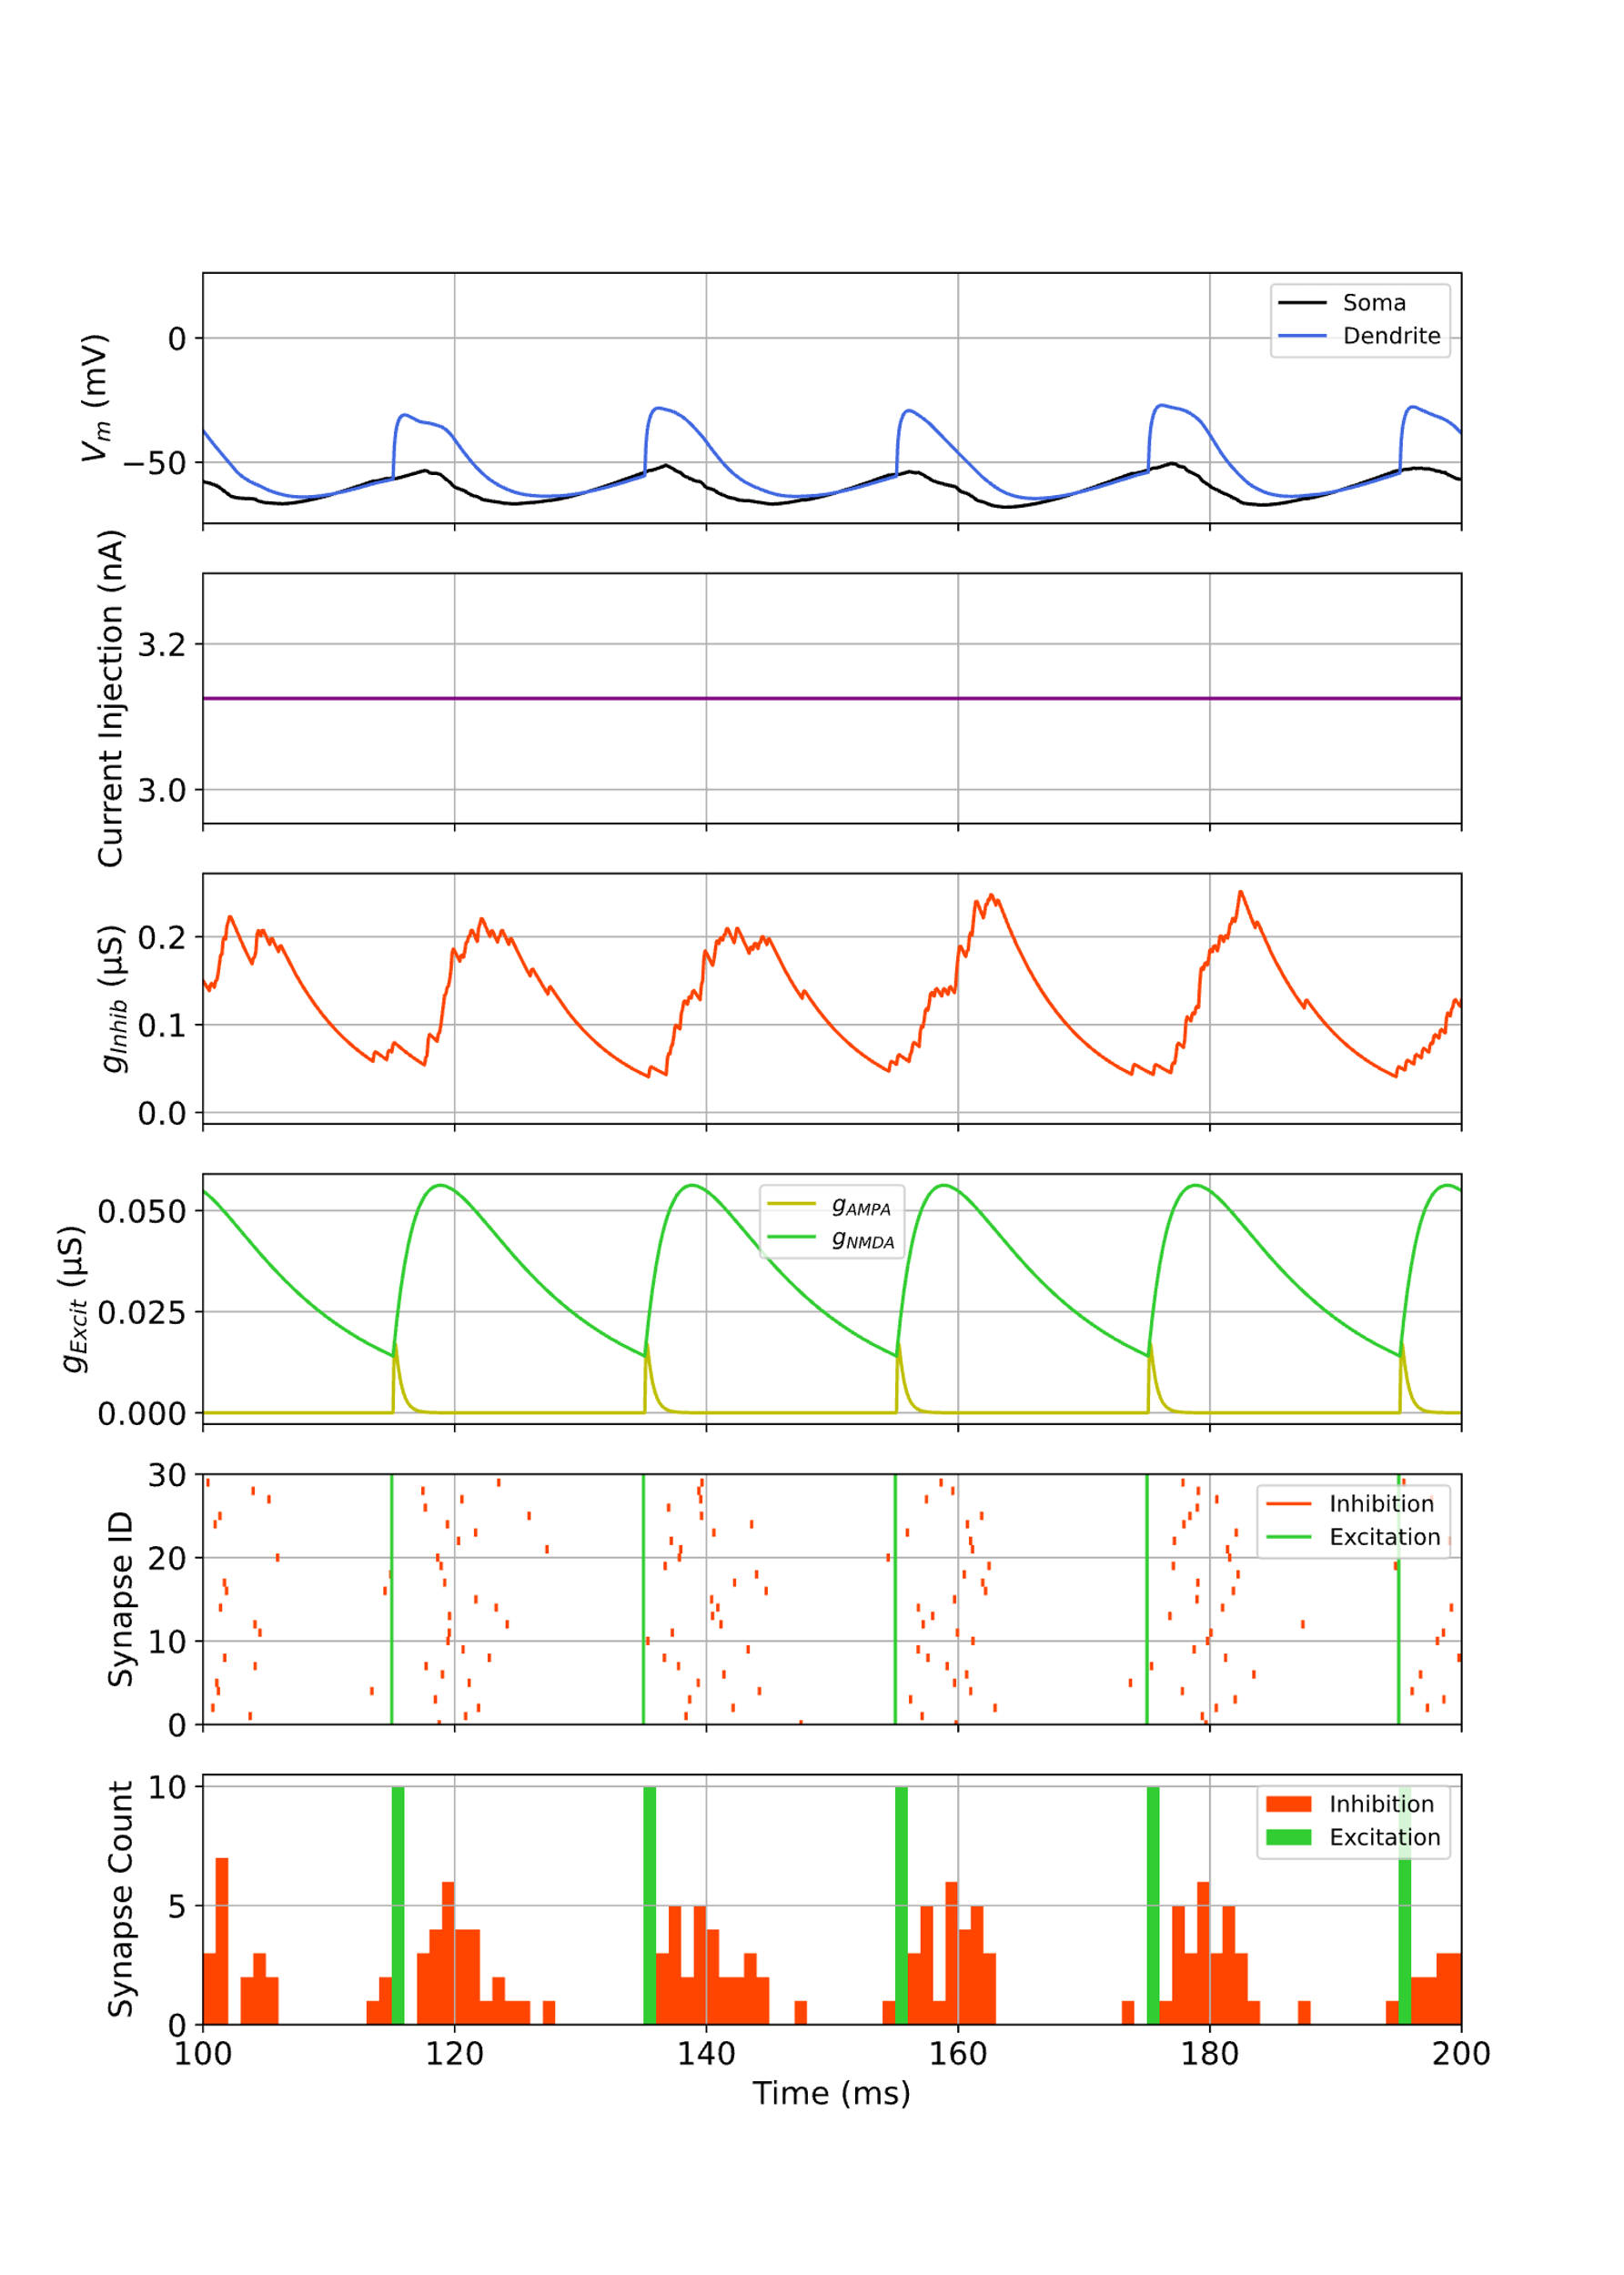 Soma
Dendrite
0
−50
V_m (mV)
3.2
3.0
Current Injection (nA)
0.2
0.1
0.0
g_Inhib (µS)
g_AMPA
g_NMDA
0.050
0.025
0.000
g_Excit (µS)
Inhibition
Excitation
30
20
10
0
Synapse ID
Inhibition
Excitation
10
5
0
Synapse Count
100 120 140 160 180 200
Time (ms)